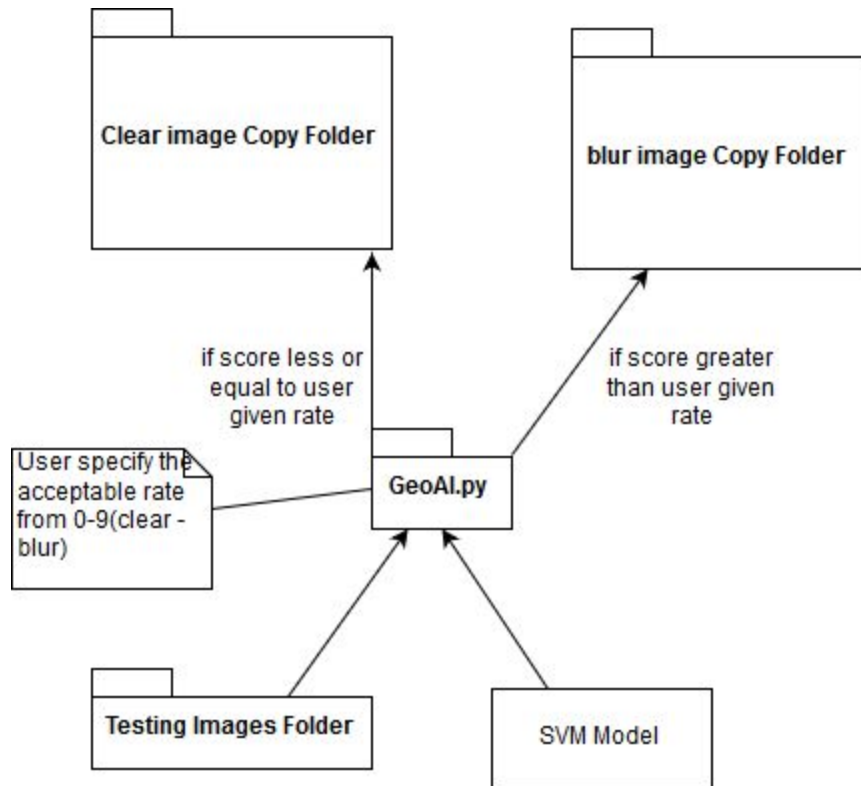 Clear image Copy Folder
blur image Copy Folder
if score less or
equal to user
given rate
if score greater
than user given
rate
User specify the
acceptable rate
from 0-9(clear -
blur)
GeoAI.py
Testing Images Folder
SVM Model